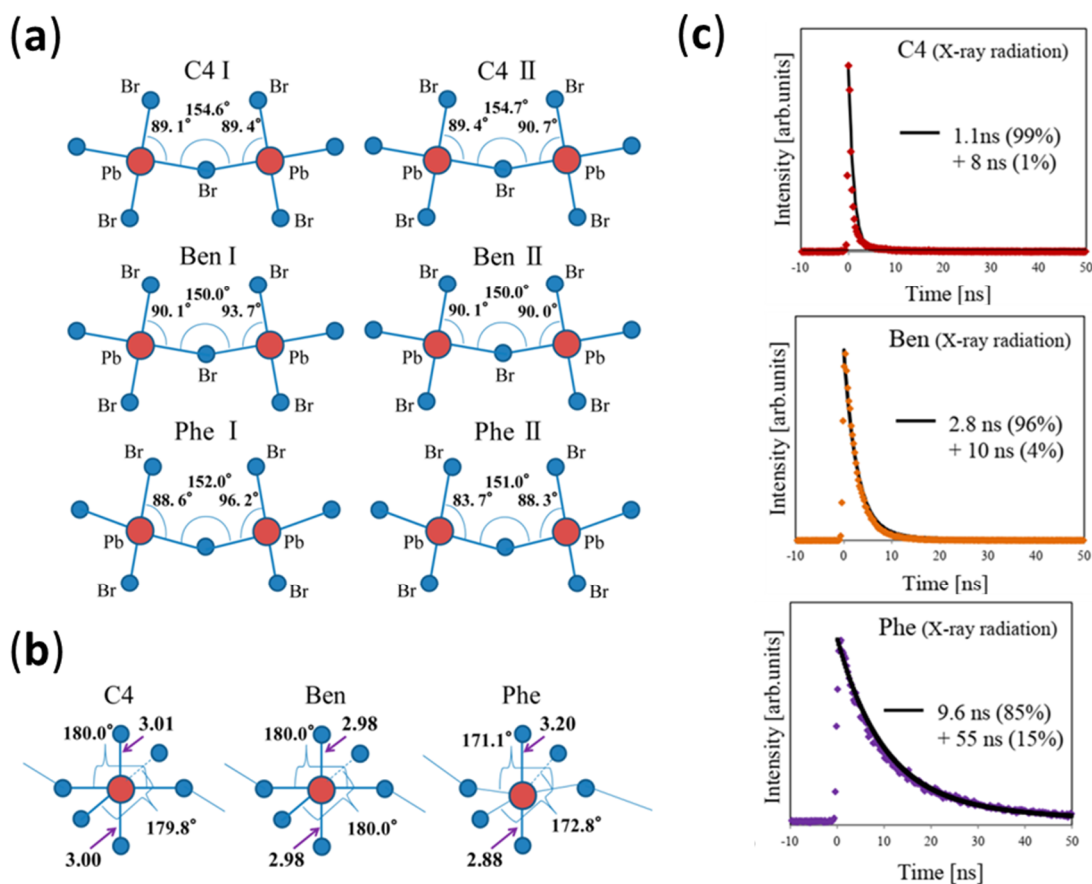 (a)
C4 I
Br 154.6° Br
89.1° 89.4°
Pb Br Pb
Br Br
C4 II
Br 154.7° Br
89.4° 90.7°
Pb Br Pb
Br Br
Ben I
Br 150.0° Br
90.1° 93.7°
Pb Br Pb
Br Br
Ben II
Br 150.0° Br
90.1° 90.0°
Pb Br Pb
Br Br
Phe I
Br 152.0° Br
88.6° 96.2°
Pb Pb
Br Br
Phe II
Br 151.0° Br
83.7° 88.3°
Pb Pb
Br Br
(b)
C4
180.0° 3.01
179.8°
3.00
Ben
180.0° 2.98
180.0°
2.98
Phe
171.1° 3.20
172.8°
2.88
(c)
C4 (X-ray radiation)
1.1ns (99%)
+ 8 ns (1%)
Intensity [arb.units]
-10 0 10 20 30 40 50
Time [ns]
Ben (X-ray radiation)
2.8 ns (96%)
+ 10 ns (4%)
Intensity [arb.units]
-10 0 10 20 30 40 50
Time [ns]
Phe (X-ray radiation)
9.6 ns (85%)
+ 55 ns (15%)
Intensity [arb.units]
-10 0 10 20 30 40 50
Time [ns]